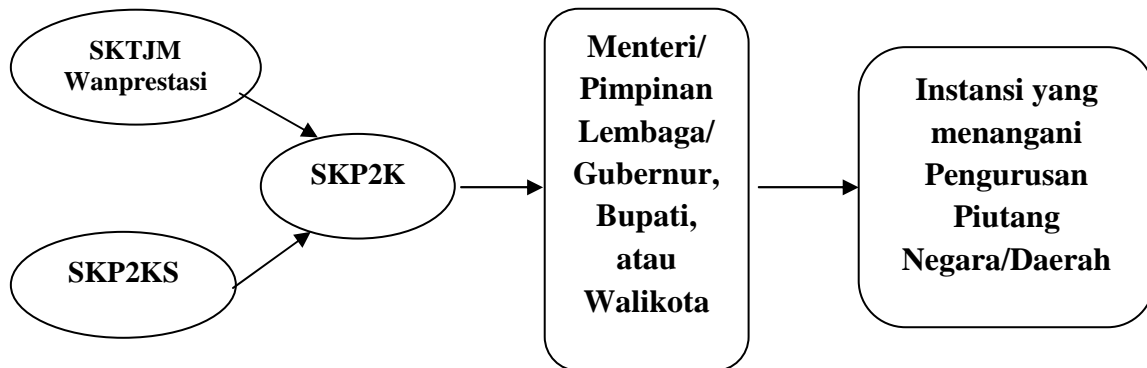 SKTJM
Wanprestasi
SKP2KS
SKP2K
Menteri/
Pimpinan
Lembaga/
Gubernur,
Bupati,
atau
Walikota
Instansi yang
menangani
Pengurusan
Piutang
Negara/Daerah